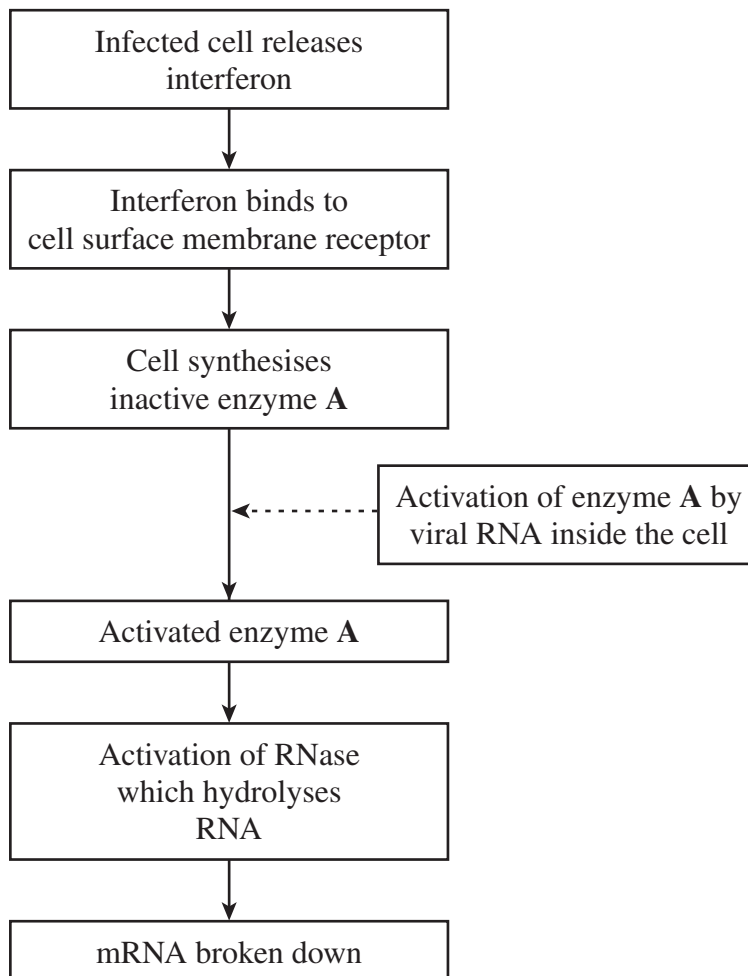 Infected cell releases
interferon
Interferon binds to
cell surface membrane receptor
Cell synthesises
inactive enzyme A
Activation of enzyme A by
viral RNA inside the cell
Activated enzyme A
Activation of RNase
which hydrolyses
RNA
mRNA broken down